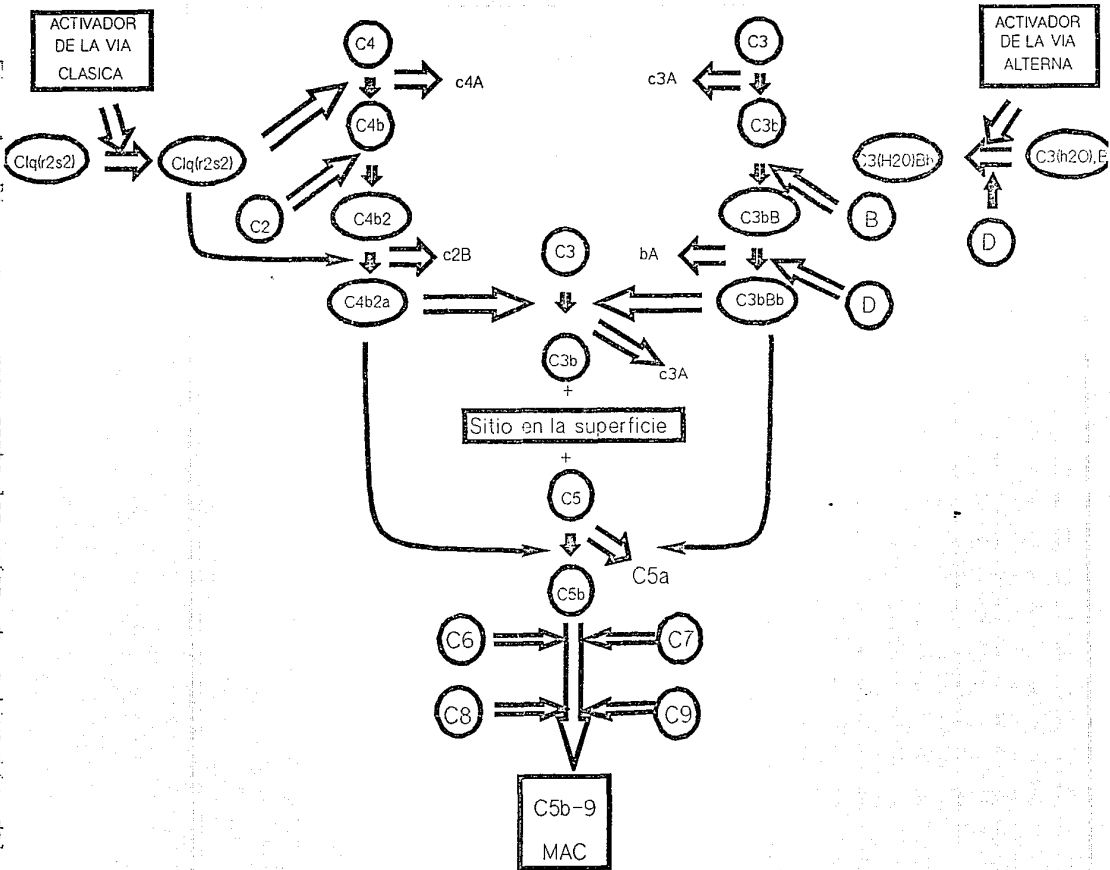 ACTIVADOR
DE LA VIA
CLASICA
C4
c4A
C3
c3A
ACTIVADOR
DE LA VIA
ALTERNA
Clq(r2s2)
Clq(r2s2)
C4b
C3b
C3(H2O)Bb
C3(h2O),B
C2
C4b2
C3bB
B
D
c2B
C3
bA
C4b2a
C3bBb
D
C3b
c3A
+
Sitio en la superficie
+
C5
C5a
C5b
C6
C7
C8
C9
C5b-9
MAC